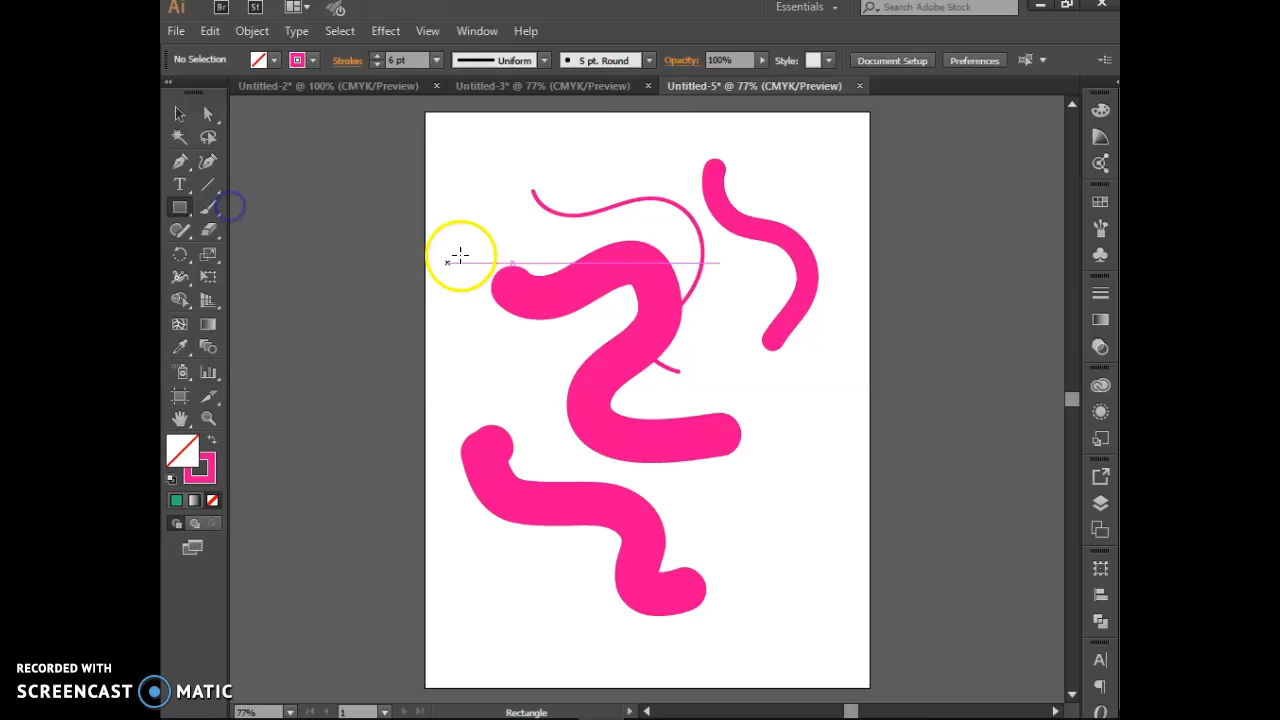 Ai Br St Essentials Search Adobe Stock
File Edit Object Type Select Effect View Window Help
No Selection Stroke: 6 pt Uniform 5 pt. Round Opacity: 100% Style: Document Setup Preferences
Untitled-2* @ 100% (CMYK/Preview) × Untitled-3* @ 77% (CMYK/Preview) × Untitled-5* @ 77% (CMYK/Preview) ×
T
A
RECORDED WITH
SCREENCAST MATIC
77% 1 Rectangle